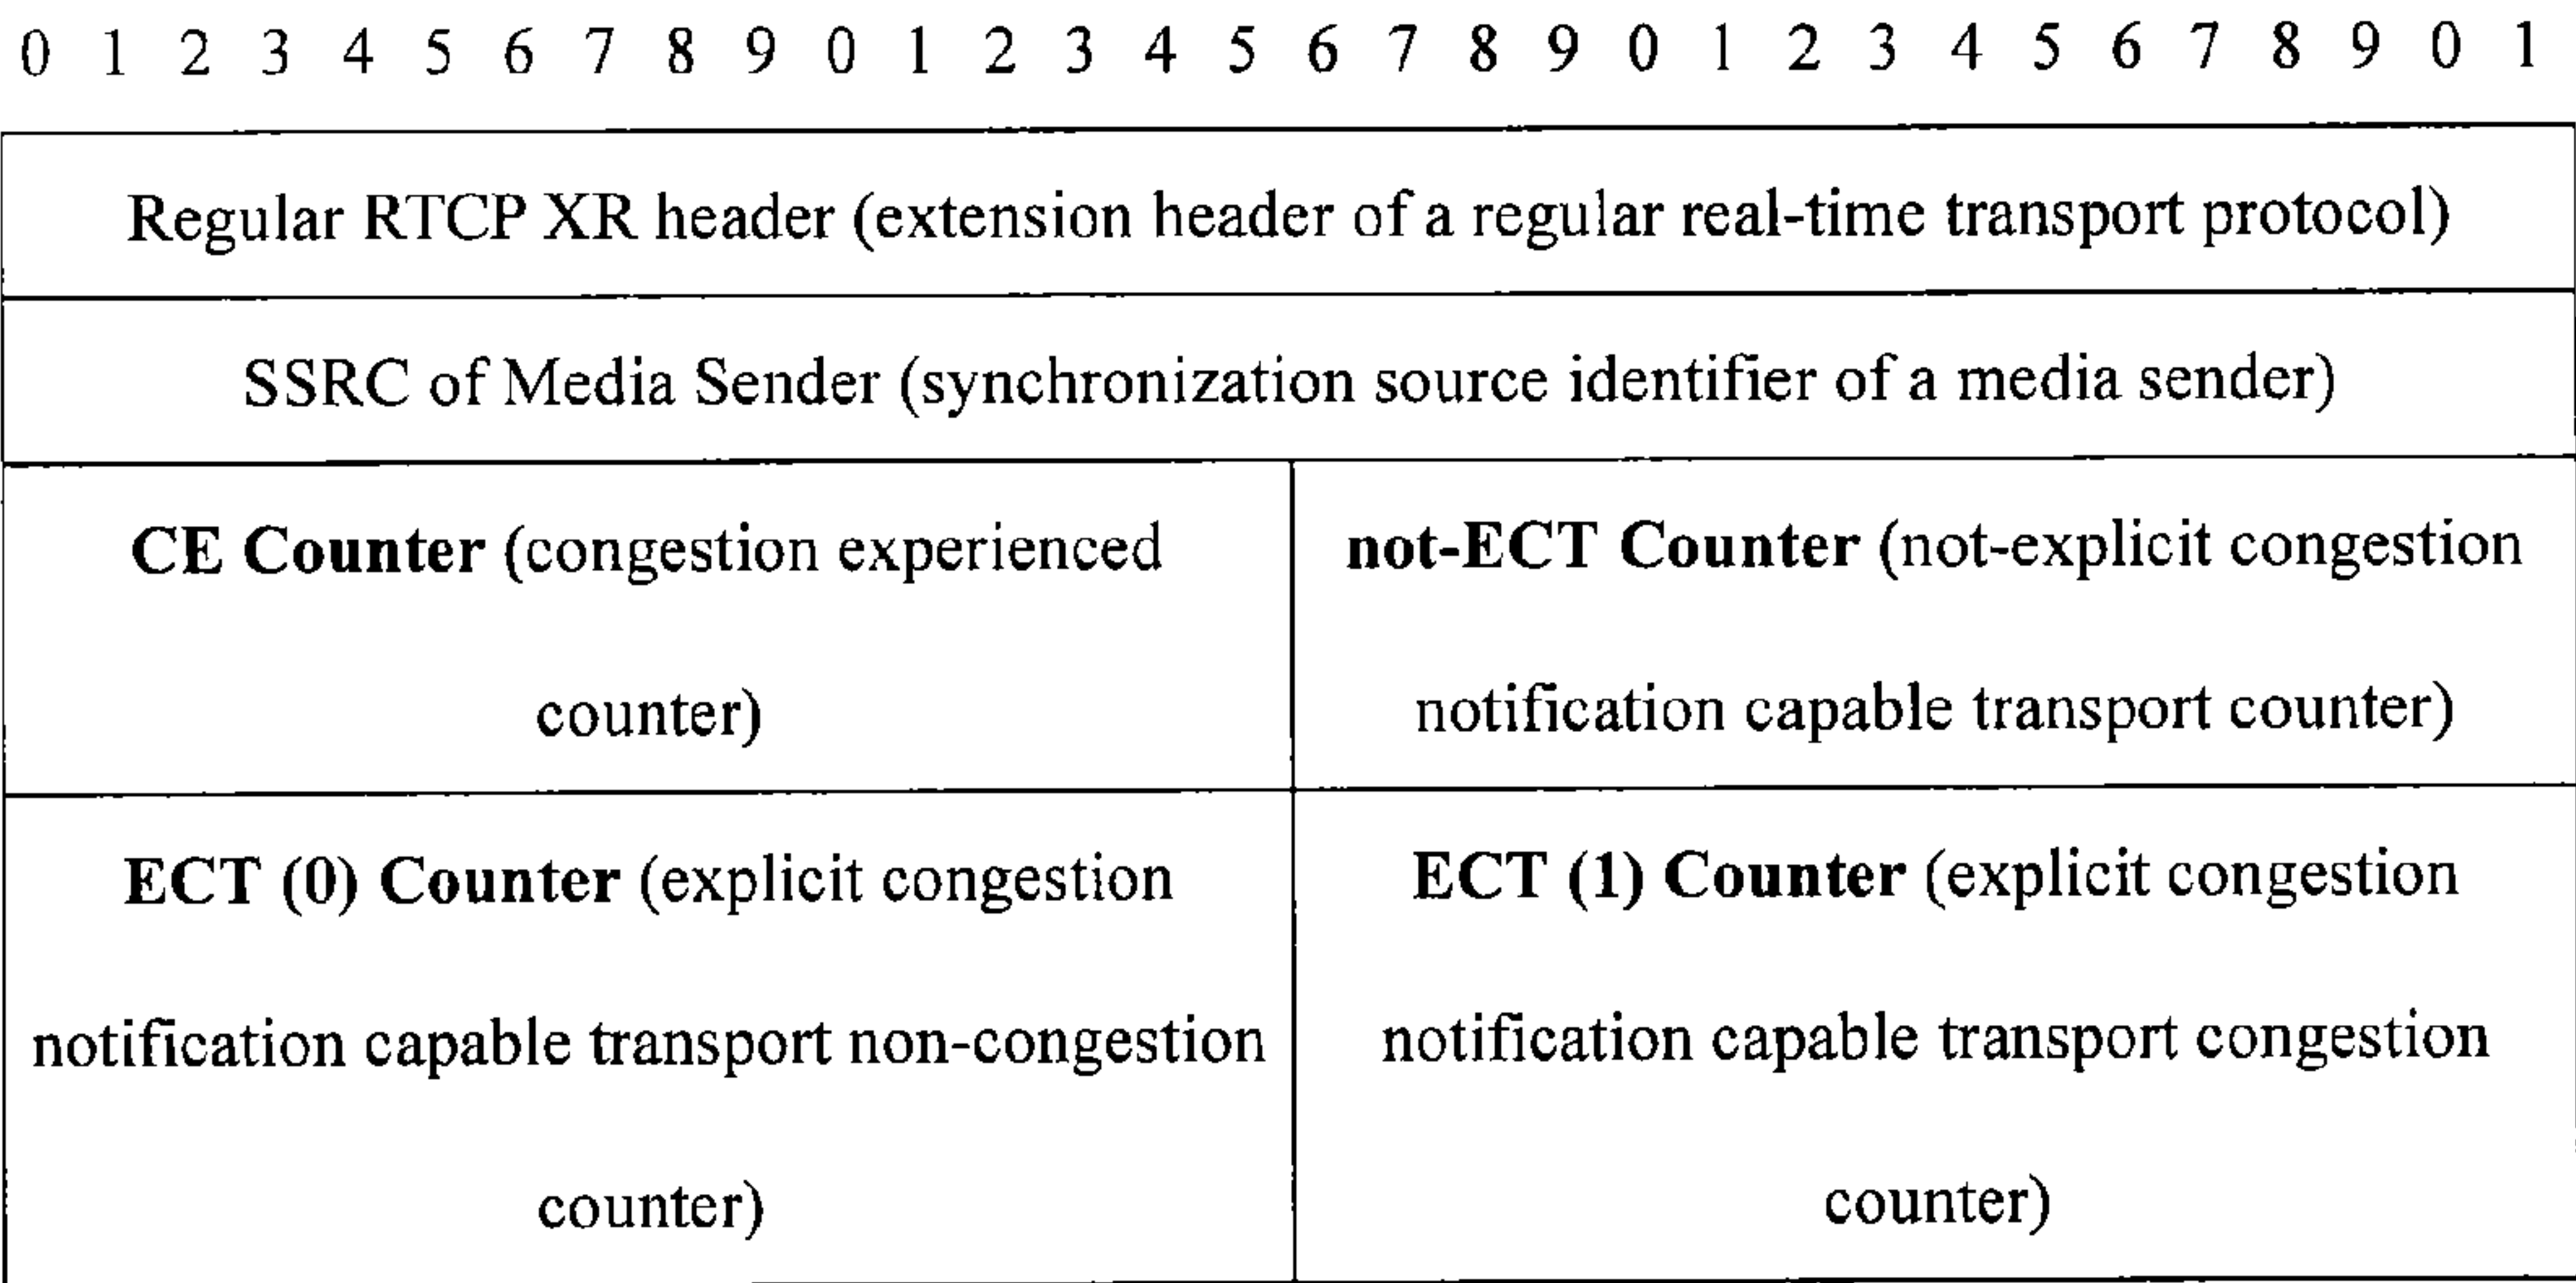 0 1 2 3 4 5 6 7 8 9 0 1 2 3 4 5 6 7 8 9 0 1 2 3 4 5 6 7 8 9 0 1
Regular RTCP XR header (extension header of a regular real-time transport protocol)
SSRC of Media Sender (synchronization source identifier of a media sender)
CE Counter (congestion experienced
counter)
not-ECT Counter (not-explicit congestion
notification capable transport counter)
ECT (0) Counter (explicit congestion
notification capable transport non-congestion
counter)
ECT (1) Counter (explicit congestion
notification capable transport congestion
counter)